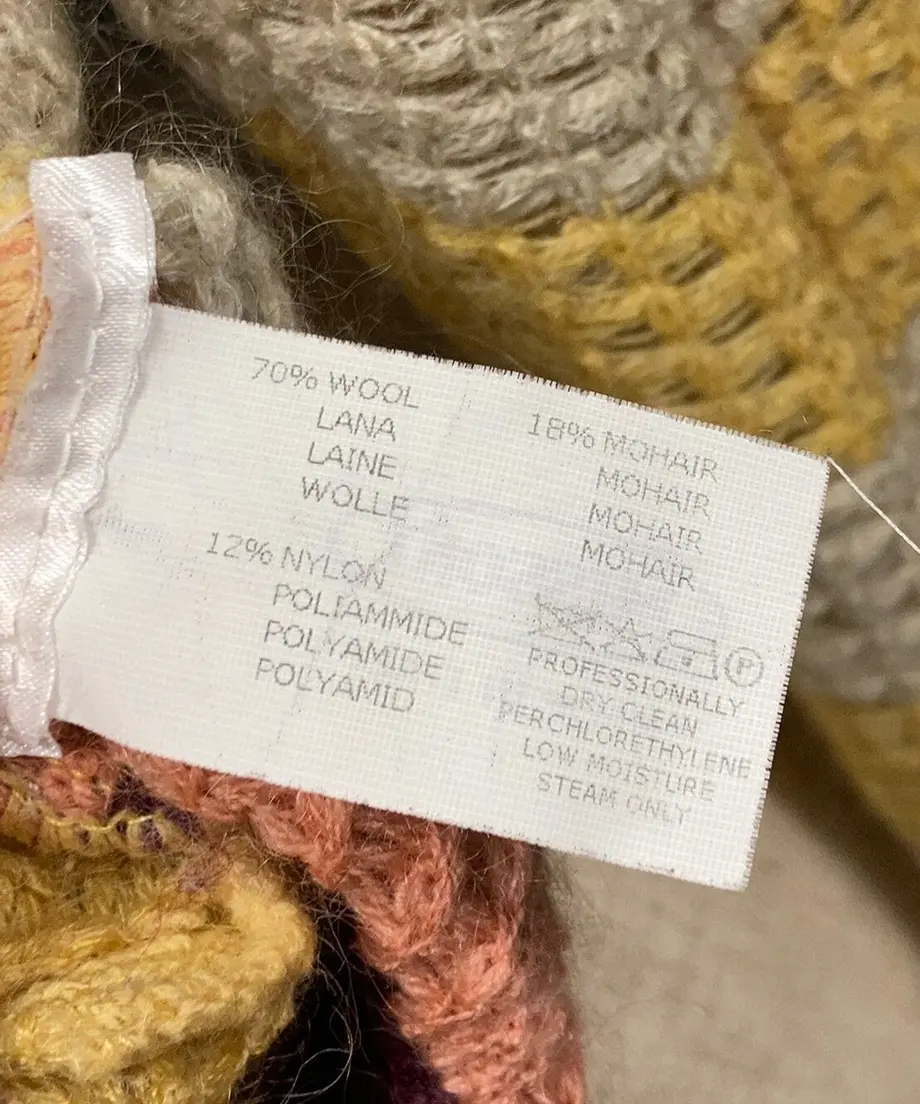 70% WOOL
LANA
LAINE
WOLLE
12% NYLON
POLIAMMIDE
POLYAMIDE
POLYAMID
18% MOHAIR
MOHAIR
MOHAIR
MOHAIR
P
PROFESSIONALLY
DRY CLEAN
PERCHLORETHYLENE
LOW MOISTURE
STEAM ONLY